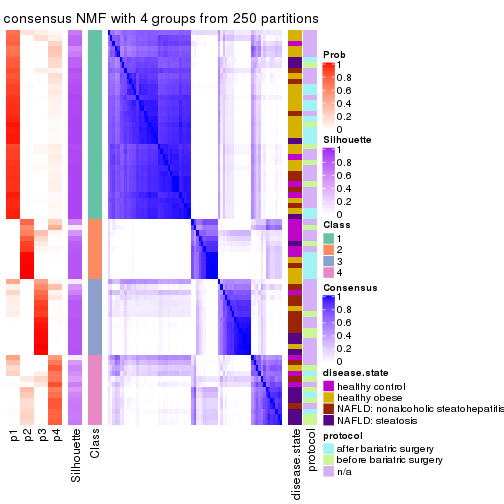 consensus NMF with 4 groups from 250 partitions
Prob
1
0.8
0.6
0.4
0.2
0
Silhouette
1
0.8
0.6
0.4
0.2
0
Class
1
2
3
4
Consensus
1
0.8
0.6
0.4
0.2
0
disease.state
healthy control
healthy obese
NAFLD: nonalcoholic steatohepatitis
NAFLD: steatosis
protocol
after bariatric surgery
before bariatric surgery
n/a
p1
p2
p3
p4
Silhouette
Class
disease.state
protocol